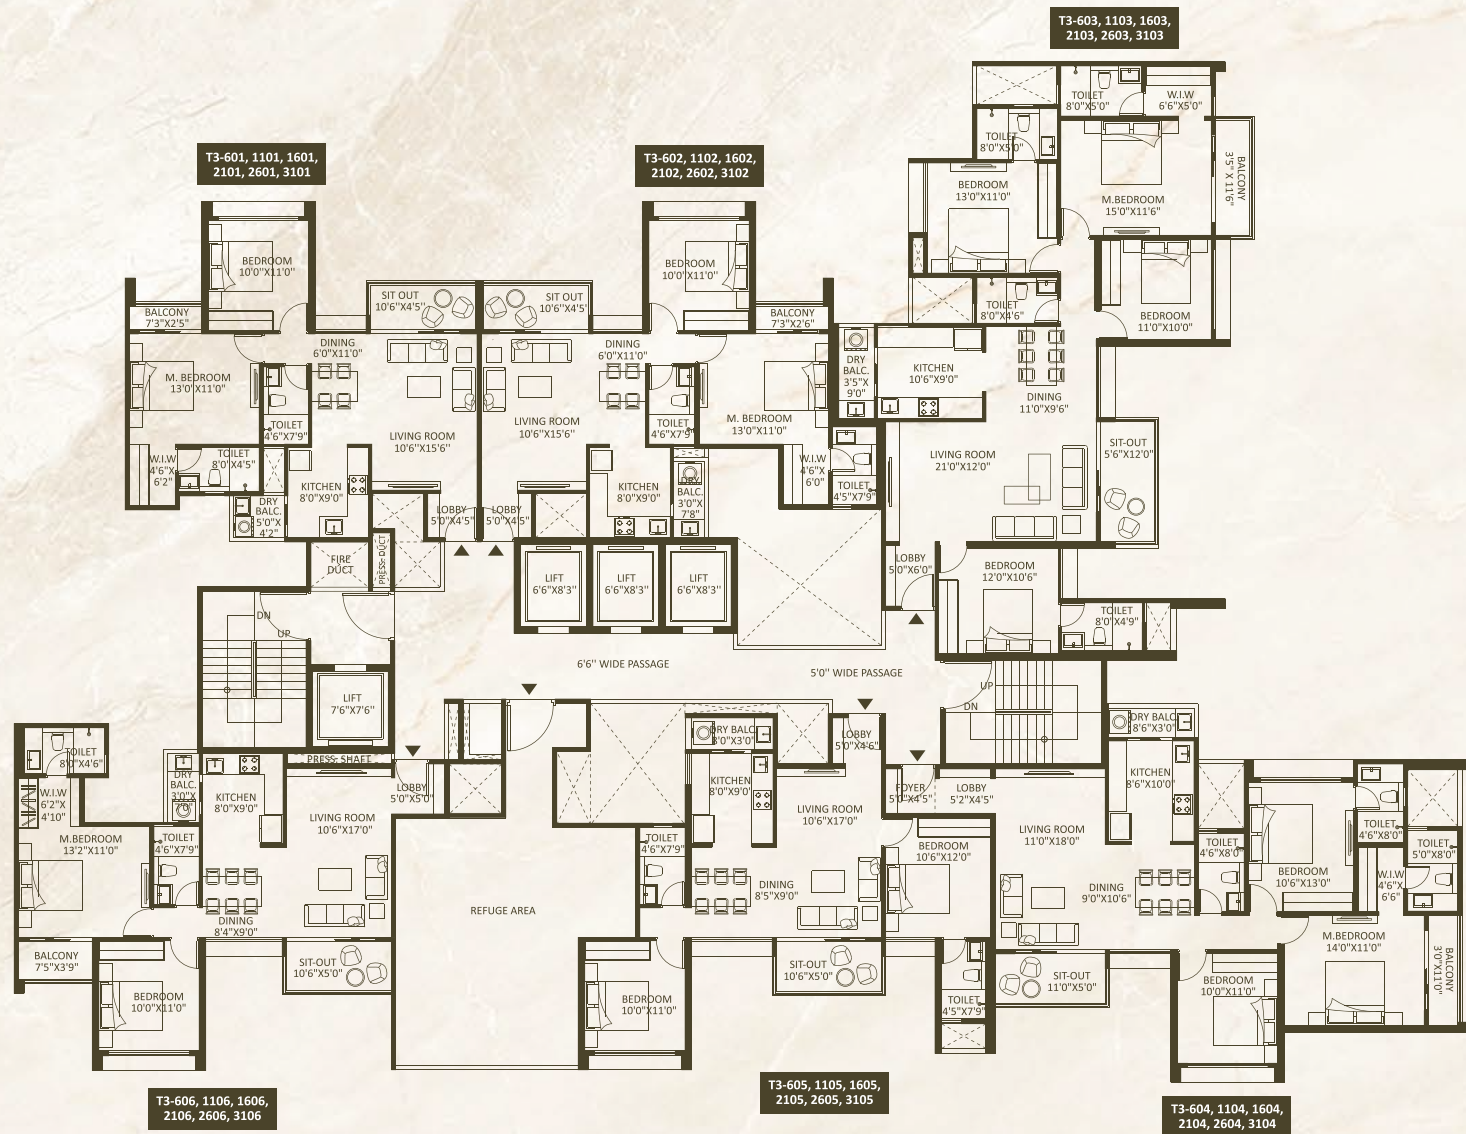 T3-603, 1103, 1603,
2103, 2603, 3103
TOILET
8'0"X5'0"
W.I.W
6'6"X5'0"
TOILET
8'0"X5'0"
M.BEDROOM
15'0"X11'6"
BALCONY
3'5" X 11'6"
BEDROOM
13'0"X11'0"
TOILET
8'0"X4'6"
BEDROOM
11'0"X10'0"
DRY
BALC.
3'5"X
9'0"
KITCHEN
10'6"X9'0"
DINING
11'0"X9'6"
LIVING ROOM
21'0"X12'0"
SIT-OUT
5'6"X12'0"
LOBBY
5'0"X6'0"
BEDROOM
12'0"X10'6"
TOILET
8'0"X4'9"
T3-601, 1101, 1601,
2101, 2601, 3101
BEDROOM
10'0"X11'0"
BALCONY
7'3"X2'5"
SIT OUT
10'6"X4'5"
DINING
6'0"X11'0"
M. BEDROOM
13'0"X11'0"
TOILET
4'6"X7'9"
LIVING ROOM
10'6"X15'6"
W.I.W
4'6"X
6'2"
TOILET
8'0"X4'5"
KITCHEN
8'0"X9'0"
DRY
BALC.
5'0"X
4'2"
LOBBY
5'0"X4'5"
T3-602, 1102, 1602,
2102, 2602, 3102
BEDROOM
10'0"X11'0"
SIT OUT
10'6"X4'5'
BALCONY
7'3"X2'6"
DINING
6'0"X11'0"
LIVING ROOM
10'6"X15'6"
TOILET
4'6"X7'9"
M. BEDROOM
13'0"X11'0"
W.I.W
4'6"X
6'0"
TOILET
4'5"X7'9"
KITCHEN
8'0"X9'0"
DRY
BALC.
3'0"X
7'8"
LOBBY
5'0"X4'5"
FIRE
DUCT
PRESS. DUCT
LIFT
6'6"X8'3"
LIFT
6'6"X8'3"
LIFT
6'6"X8'3"
DN
UP
LIFT
7'6"X7'6"
6'6" WIDE PASSAGE
5'0" WIDE PASSAGE
UP
DN
PRESS. SHAFT
TOILET
8'0"X4'6"
W.I.W
6'2"X
4'10"
DRY
BALC.
3'0"X
7'0"
KITCHEN
8'0"X9'0"
LOBBY
5'0"X5'0"
LIVING ROOM
10'6"X17'0"
M.BEDROOM
13'2"X11'0"
TOILET
4'6"X7'9"
DINING
8'4"X9'0"
BALCONY
7'5"X3'9"
SIT-OUT
10'6"X5'0"
BEDROOM
10'0"X11'0"
T3-606, 1106, 1606,
2106, 2606, 3106
REFUGE AREA
DRY BALC.
8'0"X3'0"
LOBBY
5'0"X4'6"
KITCHEN
8'0"X9'0"
LIVING ROOM
10'6"X17'0"
TOILET
4'6"X7'9"
DINING
8'5"X9'0"
BEDROOM
10'6"X12'0"
SIT-OUT
10'6"X5'0"
BEDROOM
10'0"X11'0"
TOILET
4'5"X7'9"
T3-605, 1105, 1605,
2105, 2605, 3105
FOYER
5'0"X4'5"
LOBBY
5'2"X4'5"
DRY BALC.
8'6"X3'0"
KITCHEN
8'6"X10'0"
LIVING ROOM
11'0"X18'0"
TOILET
4'6"X8'0"
DINING
9'0"X10'6"
BEDROOM
10'6"X13'0"
TOILET
4'6"X8'0"
TOILET
5'0"X8'0"
W.I.W
4'6"X
6'6"
M.BEDROOM
14'0"X11'0"
BALCONY
3'0"X11'0"
SIT-OUT
11'0"X5'0"
BEDROOM
10'0"X11'0"
T3-604, 1104, 1604,
2104, 2604, 3104